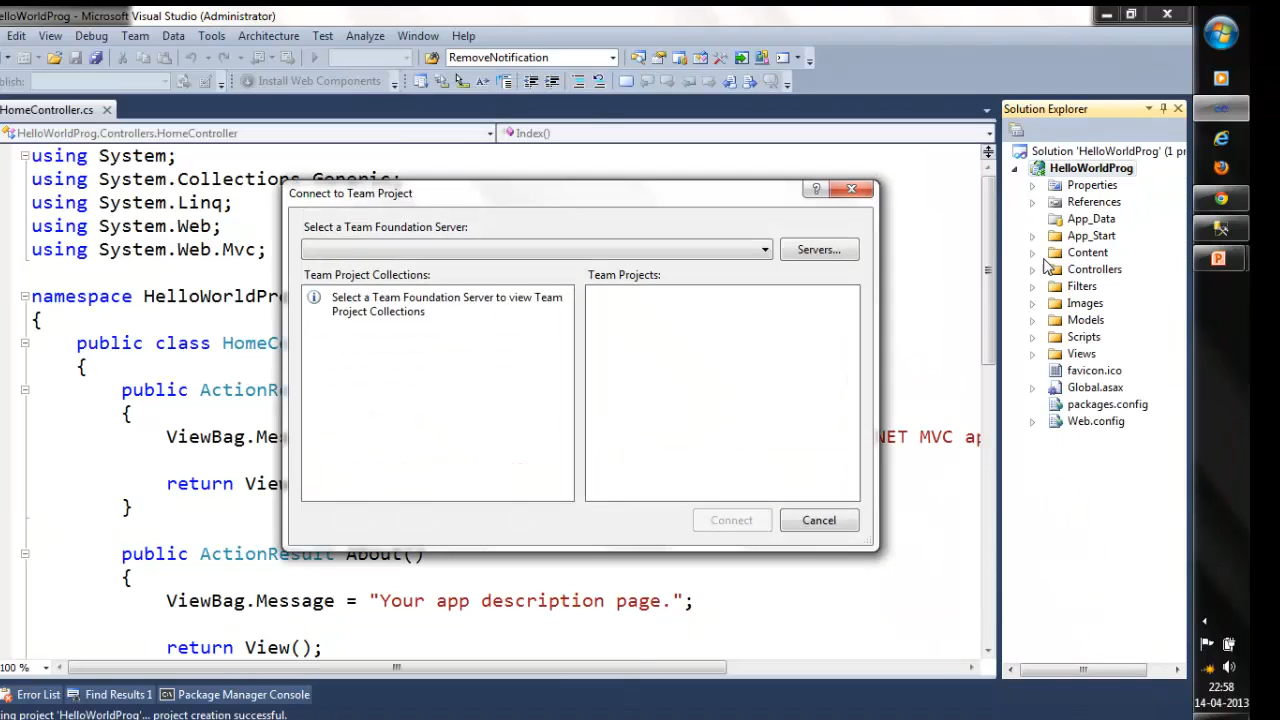 elloWorldProg - Microsoft Visual Studio (Administrator)
Edit View Debug Team Data Tools Architecture Test Analyze Window Help
RemoveNotification
blish: Install Web Components
HomeController.cs
HelloWorldProg.Controllers.HomeController Index()
using System;
using System.Collections.Generic;
using System.Linq;
using System.Web;
using System.Web.Mvc;
namespace HelloWorldPr
{
public class HomeC
{
public ActionRe
{
ViewBag.Me NET MVC ap
return Vie
}
public ActionResult About()
{
ViewBag.Message = "Your app description page.";
return View();
100 %
Connect to Team Project
Select a Team Foundation Server:
Servers...
Team Project Collections: Team Projects:
Select a Team Foundation Server to view Team
Project Collections
Connect Cancel
Solution Explorer
Solution 'HelloWorldProg' (1 pr
HelloWorldProg
Properties
References
App_Data
App_Start
Content
Controllers
Filters
Images
Models
Scripts
Views
favicon.ico
Global.asax
packages.config
Web.config
Error List Find Results 1 Package Manager Console
ing project 'HelloWorldProg'... project creation successful.
22:58
14-04-2013